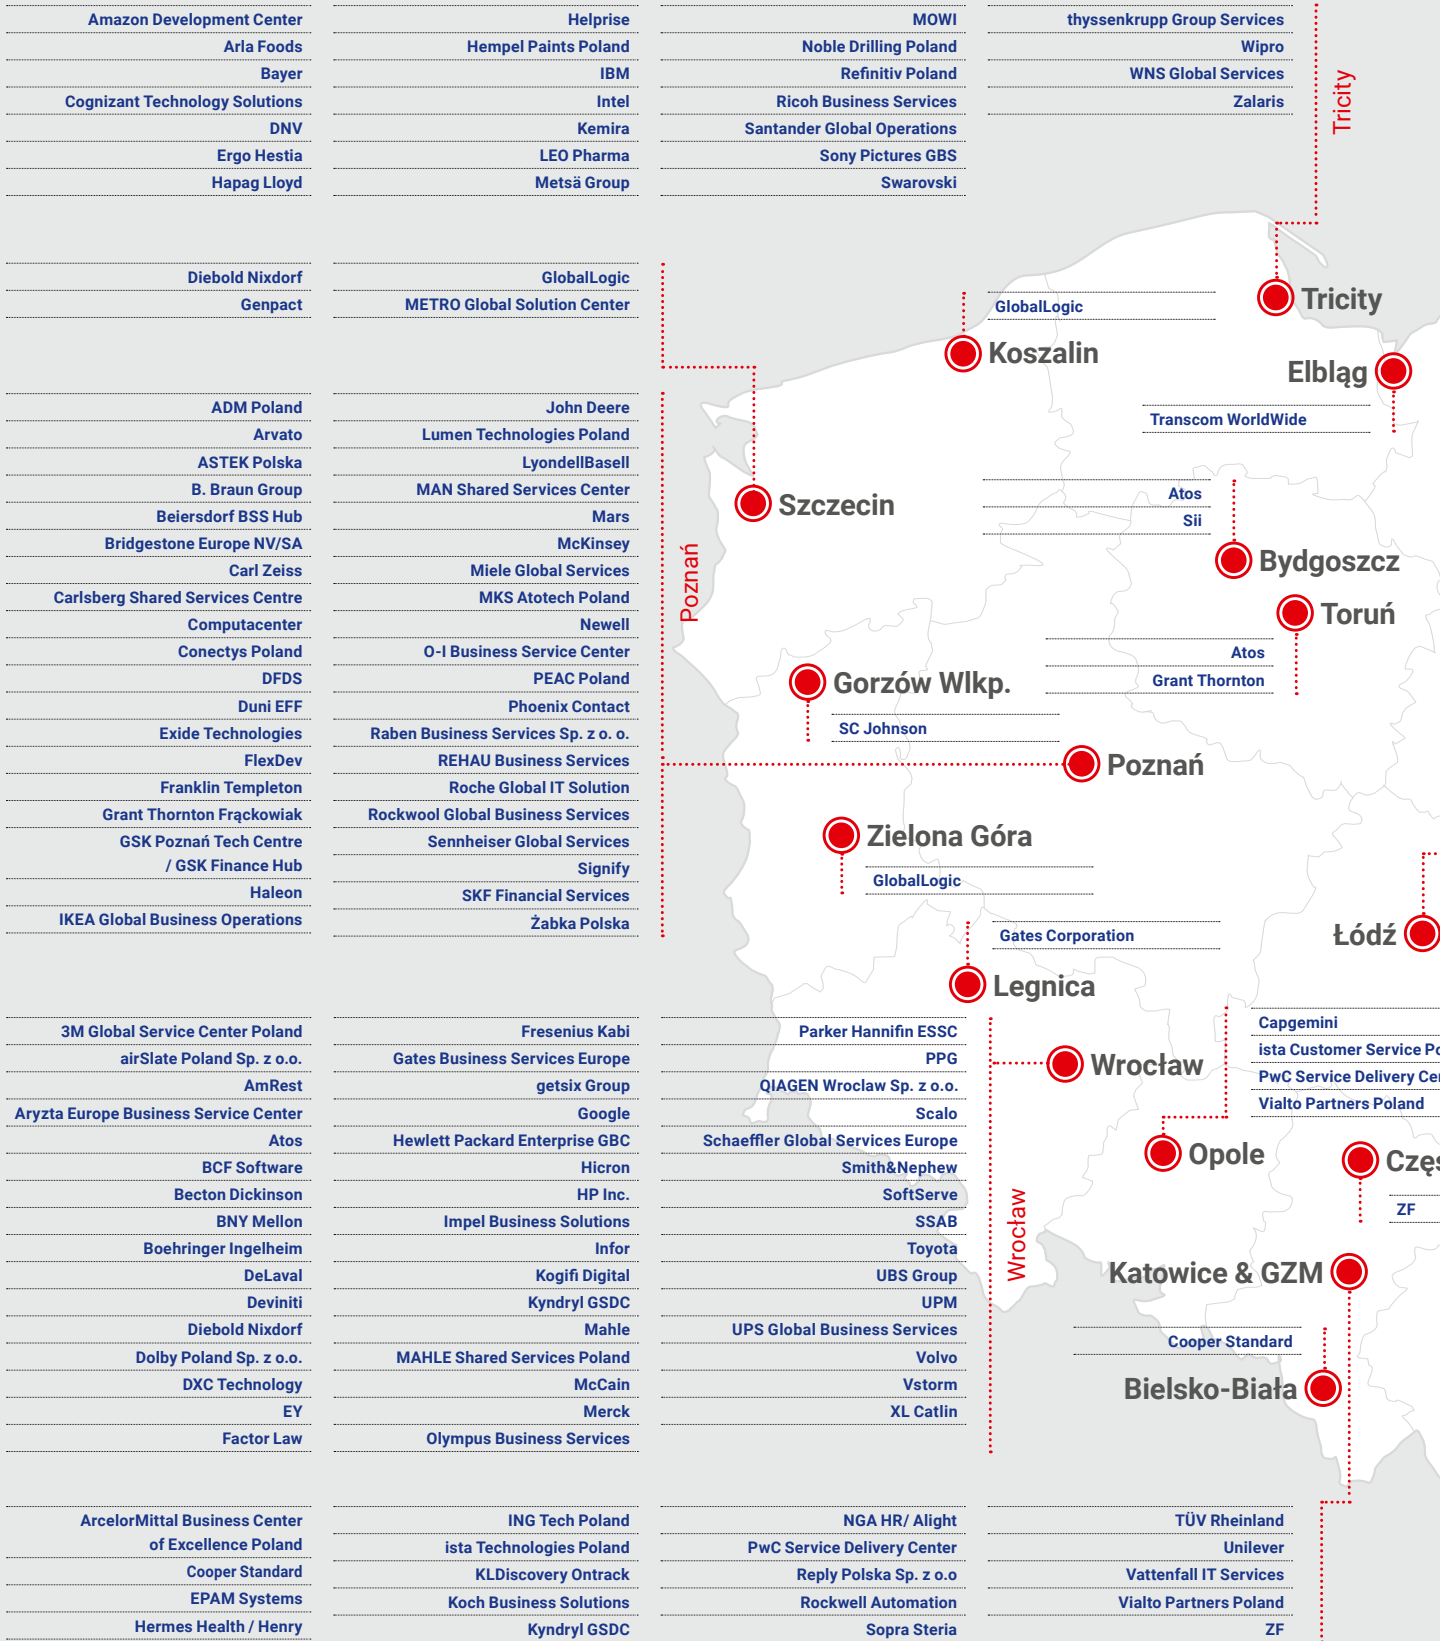 Amazon Development Center
Arla Foods
Bayer
Cognizant Technology Solutions
DNV
Ergo Hestia
Hapag Lloyd
Helprise
Hempel Paints Poland
IBM
Intel
Kemira
LEO Pharma
Metsä Group
MOWI
Noble Drilling Poland
Refinitiv Poland
Ricoh Business Services
Santander Global Operations
Sony Pictures GBS
Swarovski
thyssenkrupp Group Services
Wipro
WNS Global Services
Zalaris
Tricity
Diebold Nixdorf
Genpact
GlobalLogic
METRO Global Solution Center
GlobalLogic
Koszalin
Tricity
Elbląg
Transcom WorldWide
Szczecin
Atos
Sii
Bydgoszcz
Toruń
Atos
Grant Thornton
Gorzów Wlkp.
SC Johnson
Poznań
Zielona Góra
GlobalLogic
Łódź
Gates Corporation
Legnica
ADM Poland
Arvato
ASTEK Polska
B. Braun Group
Beiersdorf BSS Hub
Bridgestone Europe NV/SA
Carl Zeiss
Carlsberg Shared Services Centre
Computacenter
Conectys Poland
DFDS
Duni EFF
Exide Technologies
FlexDev
Franklin Templeton
Grant Thornton Frąckowiak
GSK Poznań Tech Centre
/ GSK Finance Hub
Haleon
IKEA Global Business Operations
John Deere
Lumen Technologies Poland
LyondellBasell
MAN Shared Services Center
Mars
McKinsey
Miele Global Services
MKS Atotech Poland
Newell
O-I Business Service Center
PEAC Poland
Phoenix Contact
Raben Business Services Sp. z o. o.
REHAU Business Services
Roche Global IT Solution
Rockwool Global Business Services
Sennheiser Global Services
Signify
SKF Financial Services
Żabka Polska
Poznań
3M Global Service Center Poland
airSlate Poland Sp. z o.o.
AmRest
Aryzta Europe Business Service Center
Atos
BCF Software
Becton Dickinson
BNY Mellon
Boehringer Ingelheim
DeLaval
Deviniti
Diebold Nixdorf
Dolby Poland Sp. z o.o.
DXC Technology
EY
Factor Law
Fresenius Kabi
Gates Business Services Europe
getsix Group
Google
Hewlett Packard Enterprise GBC
Hicron
HP Inc.
Impel Business Solutions
Infor
Kogifi Digital
Kyndryl GSDC
Mahle
MAHLE Shared Services Poland
McCain
Merck
Olympus Business Services
Parker Hannifin ESSC
PPG
QIAGEN Wroclaw Sp. z o.o.
Scalo
Schaeffler Global Services Europe
Smith&Nephew
SoftServe
SSAB
Toyota
UBS Group
UPM
UPS Global Business Services
Volvo
Vstorm
XL Catlin
Wrocław
Wrocław
Capgemini
ista Customer Service Po
PwC Service Delivery Cen
Vialto Partners Poland
Opole
Częs
ZF
Katowice & GZM
Cooper Standard
Bielsko-Biała
ArcelorMittal Business Center
of Excellence Poland
Cooper Standard
EPAM Systems
Hermes Health / Henry
ING Tech Poland
ista Technologies Poland
KLDiscovery Ontrack
Koch Business Solutions
Kyndryl GSDC
NGA HR/ Alight
PwC Service Delivery Center
Reply Polska Sp. z o.o
Rockwell Automation
Sopra Steria
TÜV Rheinland
Unilever
Vattenfall IT Services
Vialto Partners Poland
ZF